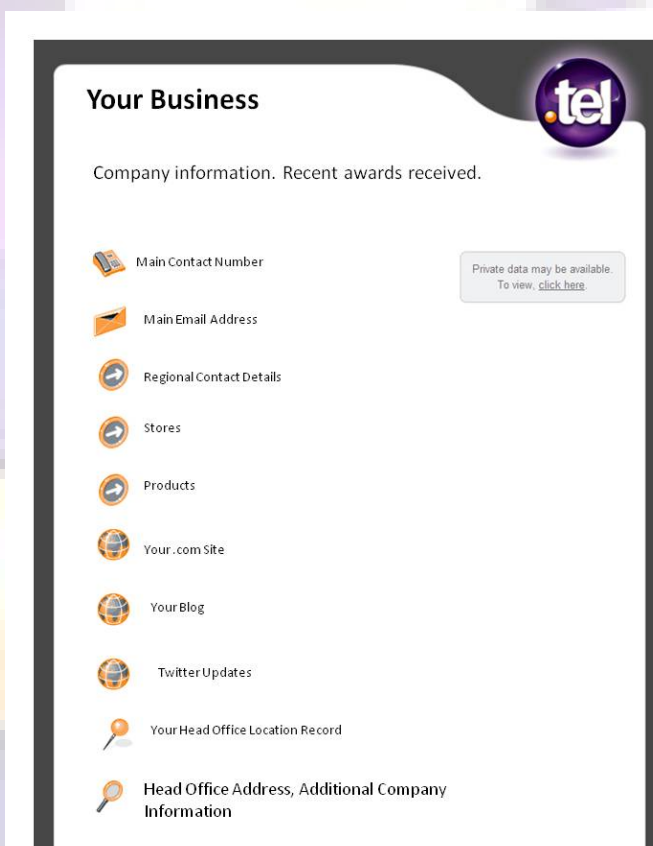 Your Business
.tel
Company information. Recent awards received.
Main Contact Number
Private data may be available.
To view, click here.
Main Email Address
Regional Contact Details
Stores
Products
Your .com Site
Your Blog
Twitter Updates
Your Head Office Location Record
Head Office Address, Additional Company
Information